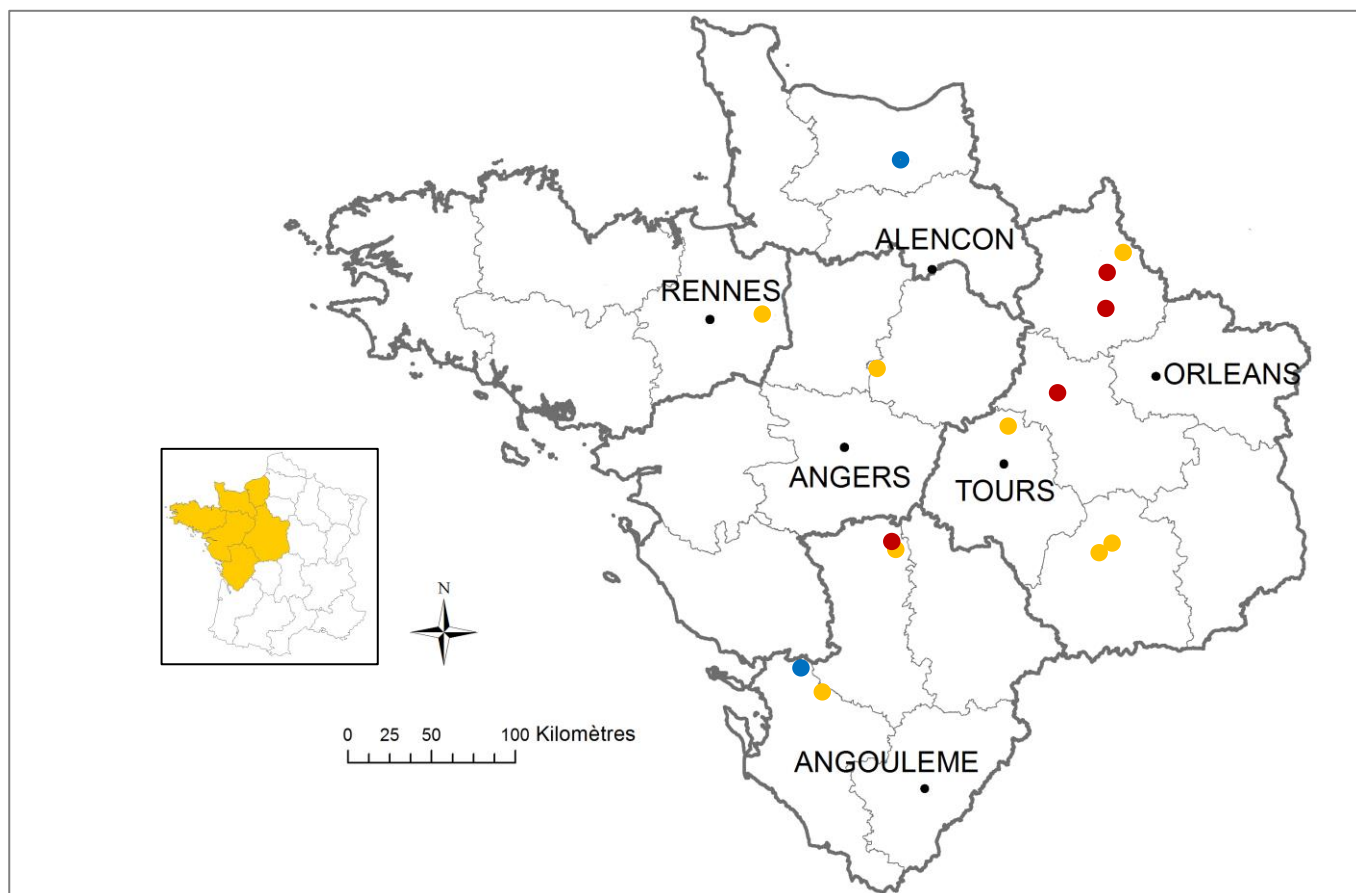 ALENCON
RENNES
ORLEANS
ANGERS
TOURS
N
0 25 50 100 Kilomètres
ANGOULEME